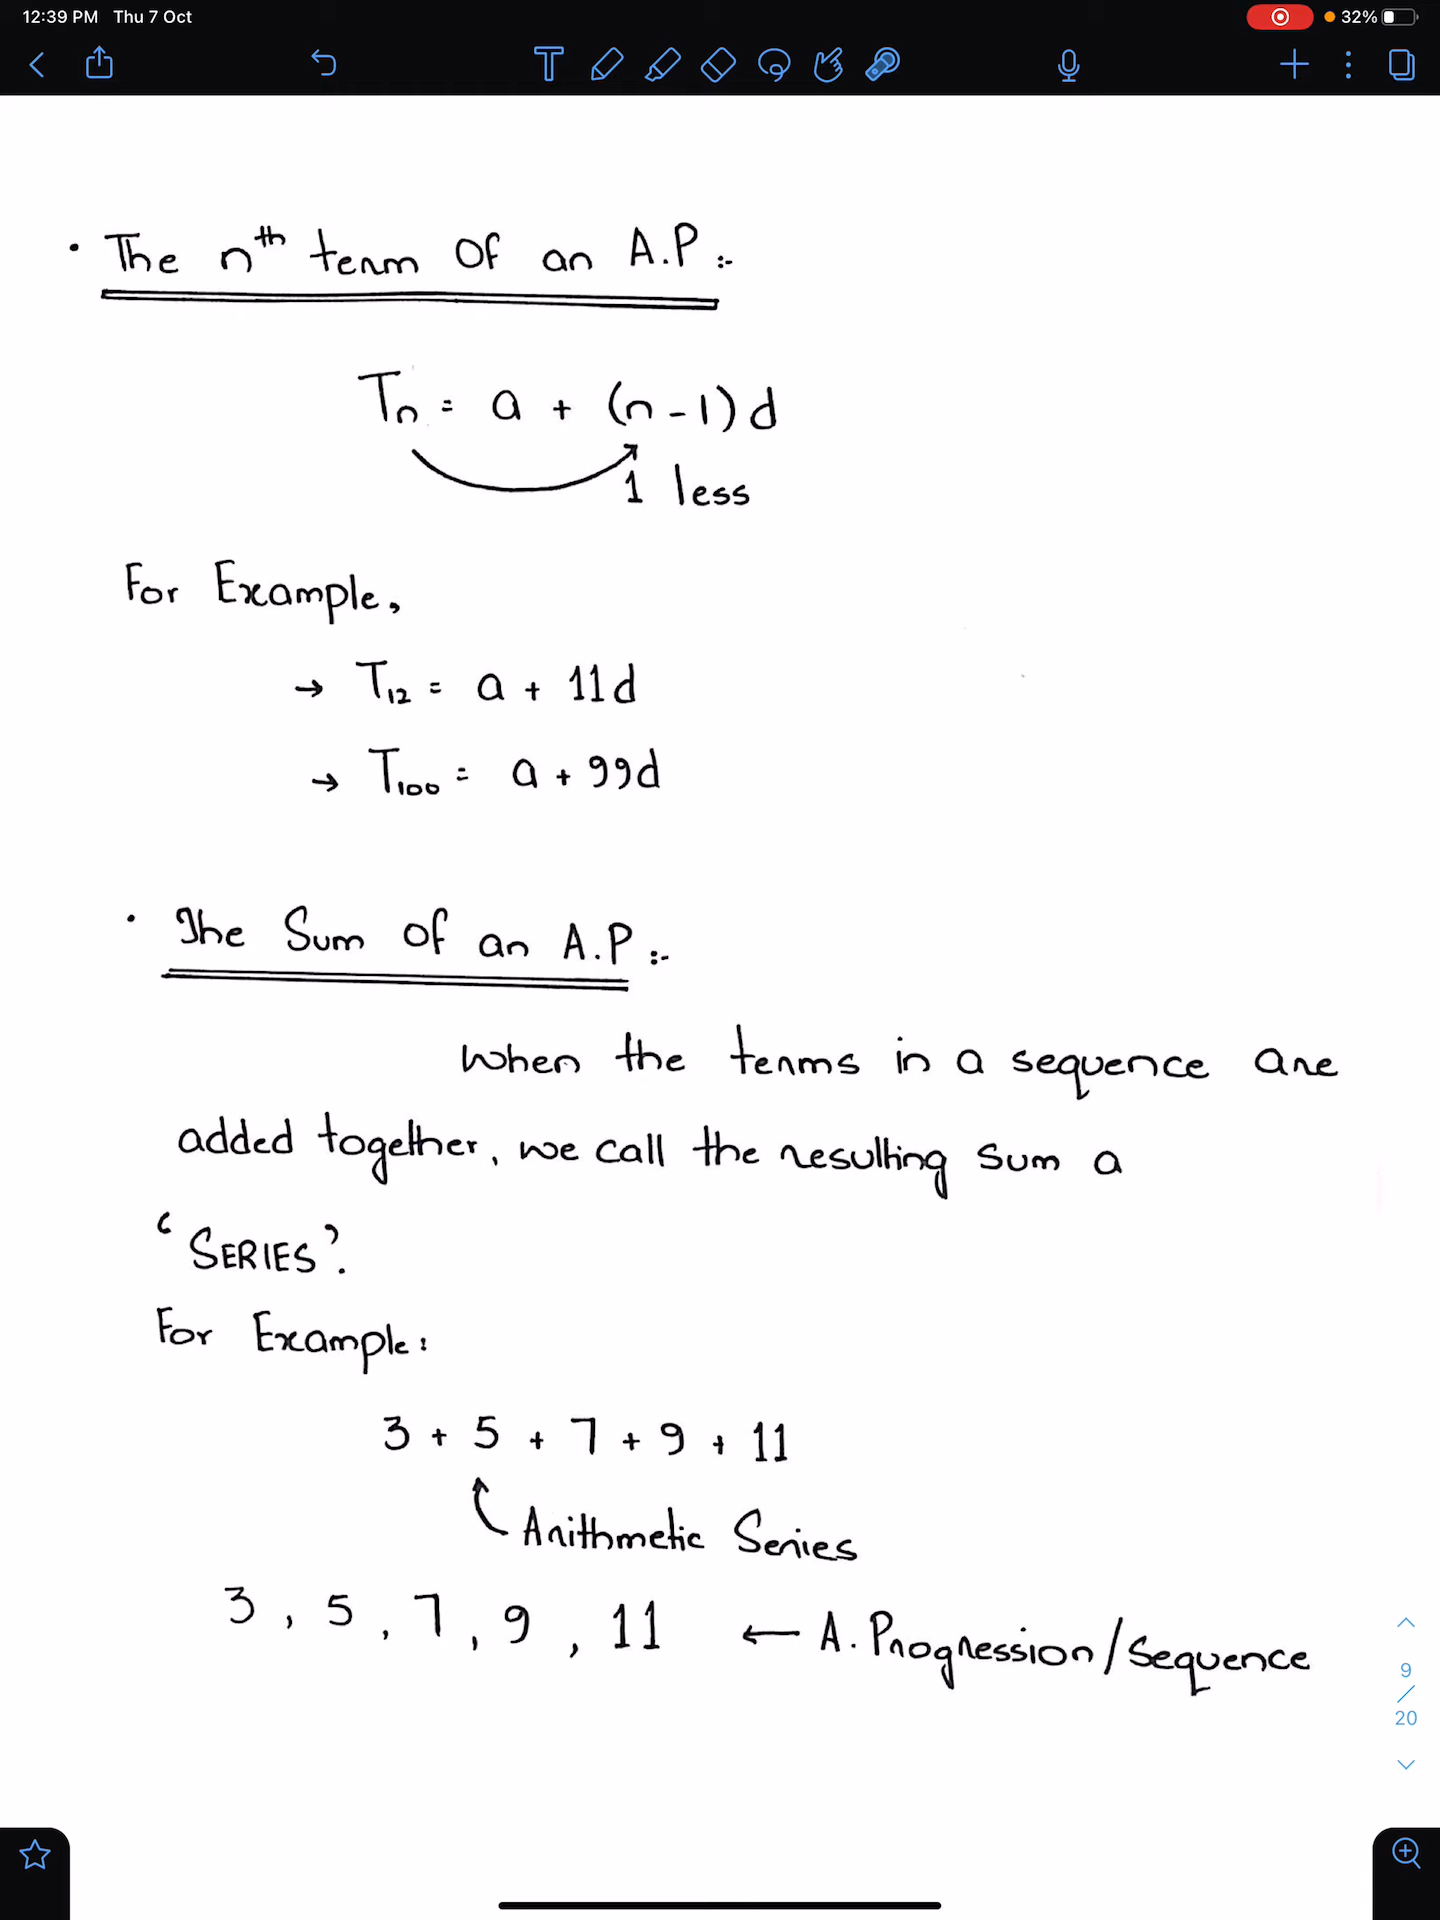 12:39 PM Thu 7 Oct 32%
• The nᵗʰ term Of an A.P :-
Tₙ = a + (n - 1) d
1 less
For Example,
→ T₁₂ = a + 11d
→ T₁₀₀ = a + 99d
• The Sum of an A.P :-
When the terms in a sequence are
added together, we call the resulting sum a
‘SERIES’.
For Example:
3 + 5 + 7 + 9 + 11
Arithmetic Series
3 , 5 , 7 , 9 , 11 ← A. Progression/Sequence
9
/
20